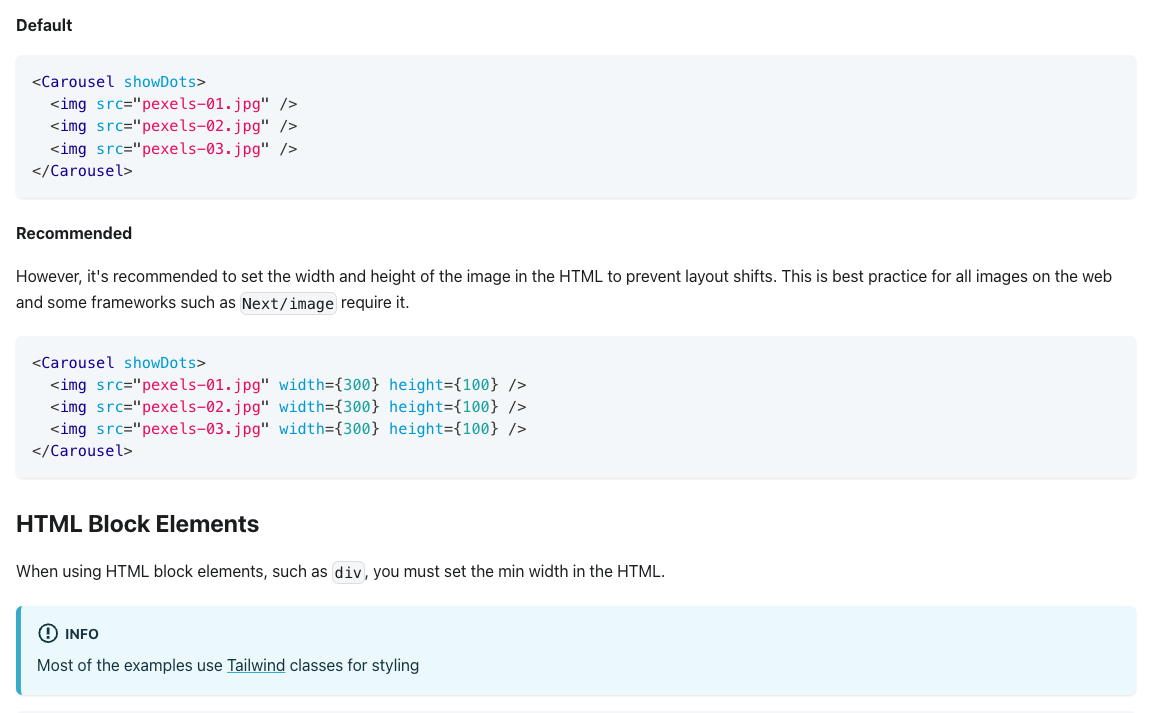 Default
<Carousel showDots>
  <img src="pexels-01.jpg" />
  <img src="pexels-02.jpg" />
  <img src="pexels-03.jpg" />
</Carousel>
Recommended
However, it's recommended to set the width and height of the image in the HTML to prevent layout shifts. This is best practice for all images on the web
and some frameworks such as Next/image require it.
<Carousel showDots>
  <img src="pexels-01.jpg" width={300} height={100} />
  <img src="pexels-02.jpg" width={300} height={100} />
  <img src="pexels-03.jpg" width={300} height={100} />
</Carousel>
HTML Block Elements
When using HTML block elements, such as div, you must set the min width in the HTML.
INFO
Most of the examples use Tailwind classes for styling